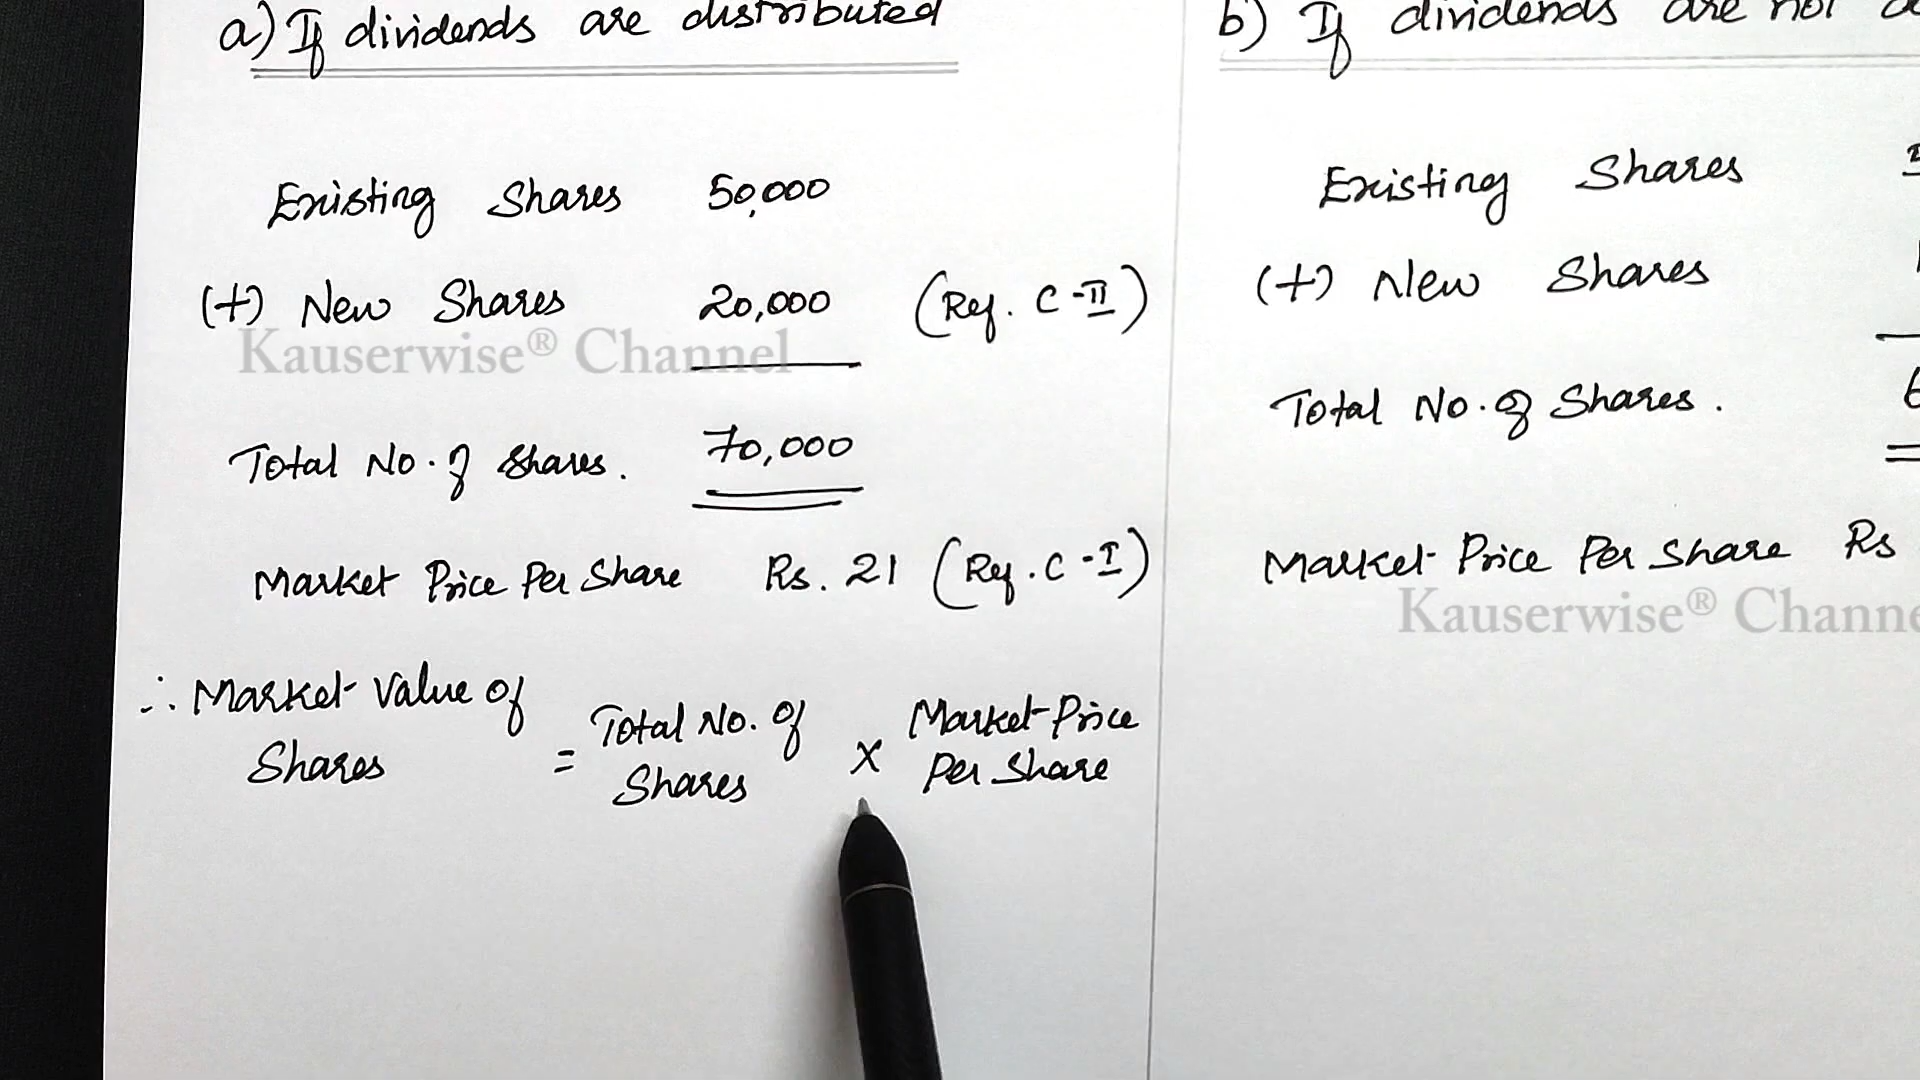 a) If dividends are distributed
Existing Shares 50,000
(+) New Shares 20,000 (Ref. C-II)
Kauserwise® Channel
Total No. of Shares. 70,000
Market Price Per Share Rs. 21 (Ref. C-I)
∴ Market Value of Shares = Total No. of Shares × Market Price Per Share
b) If dividends are not
Existing Shares
(+) New Shares
Total No. of Shares.
Market Price Per Share Rs
Kauserwise® Channe